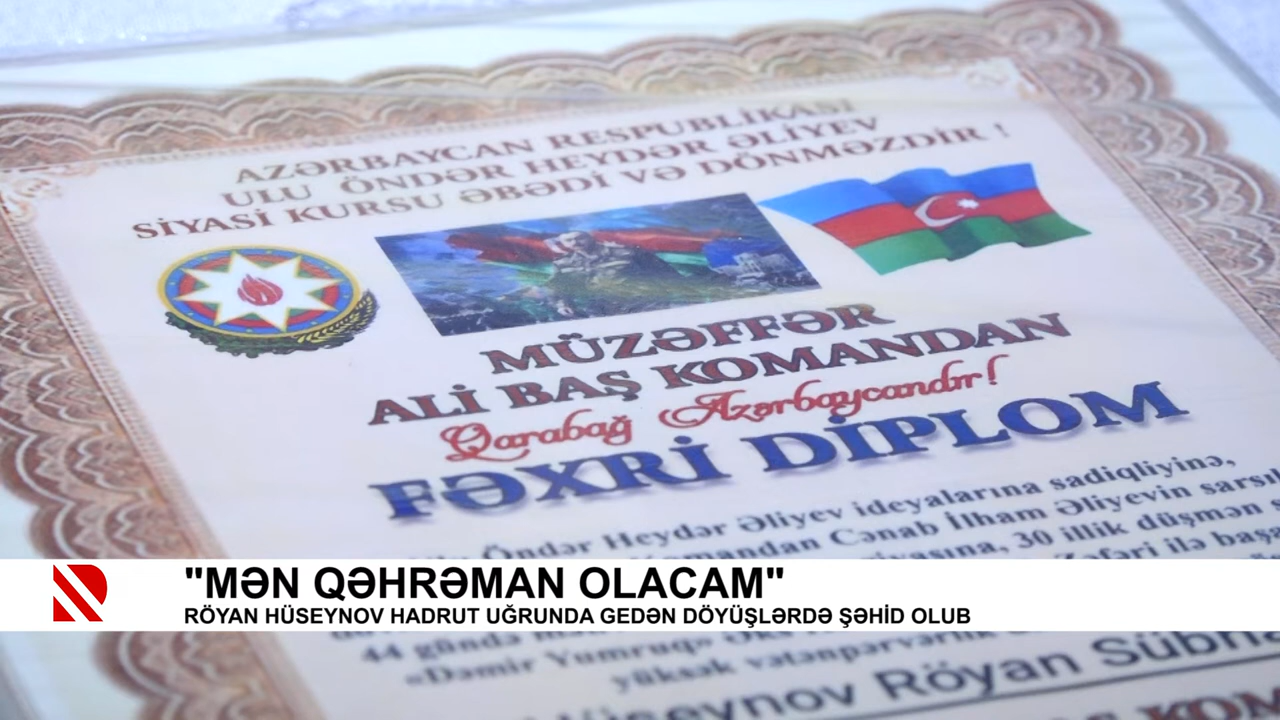 AZƏRBAYCAN RESPUBLİKASI
ULU ÖNDƏR HEYDƏR ƏLİYEV
SİYASİ KURSU ƏBƏDİ VƏ DÖNMƏZDİR !
MÜZƏFFƏR
ALİ BAŞ KOMANDAN
Qarabağ Azərbaycandır!
FƏXRİ DİPLOM
Öndər Heydər Əliyev ideyalarına sadiqliyinə,
Cənab İlham Əliyevin
30 illik düşmən
ilə
"MƏN QƏHRƏMAN OLACAM"
RÖYAN HÜSEYNOV HADRUT UĞRUNDA GEDƏN DÖYÜŞLƏRDƏ ŞƏHİD OLUB
44 gündə
«Dəmir Yumruq»
yüksək vətənpərvərlik
Röyan